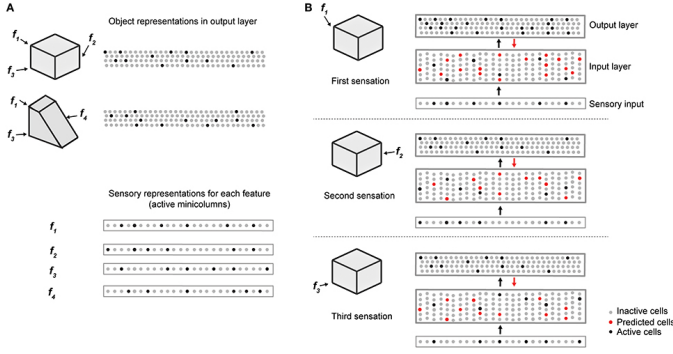 A
Object representations in output layer
f1
f2
f3
f1
f4
f3
Sensory representations for each feature
(active minicolumns)
f1
f2
f3
f4
B
f1
First sensation
Output layer
Input layer
Sensory input
f2
Second sensation
f3
Third sensation
Inactive cells
Predicted cells
Active cells